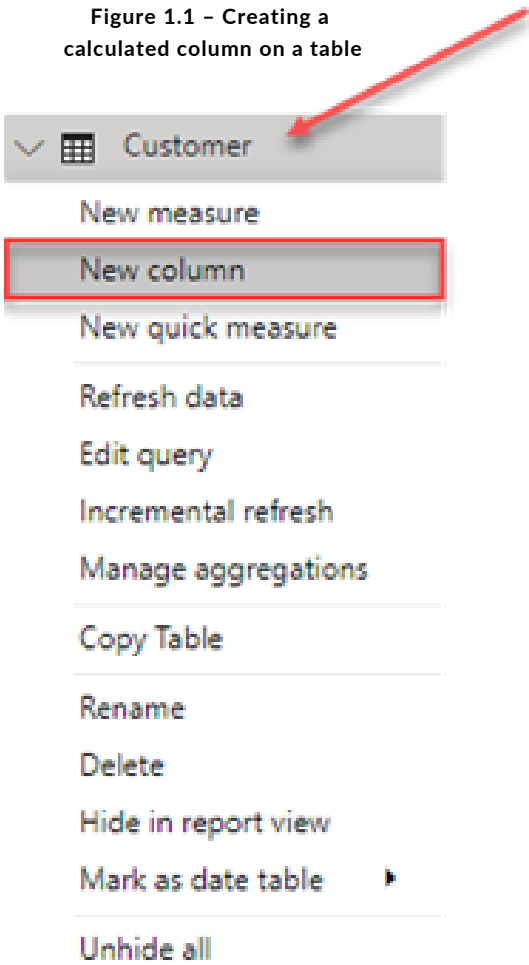 Figure 1.1 – Creating a
calculated column on a table
Customer
New measure
New column
New quick measure
Refresh data
Edit query
Incremental refresh
Manage aggregations
Copy Table
Rename
Delete
Hide in report view
Mark as date table
Unhide all